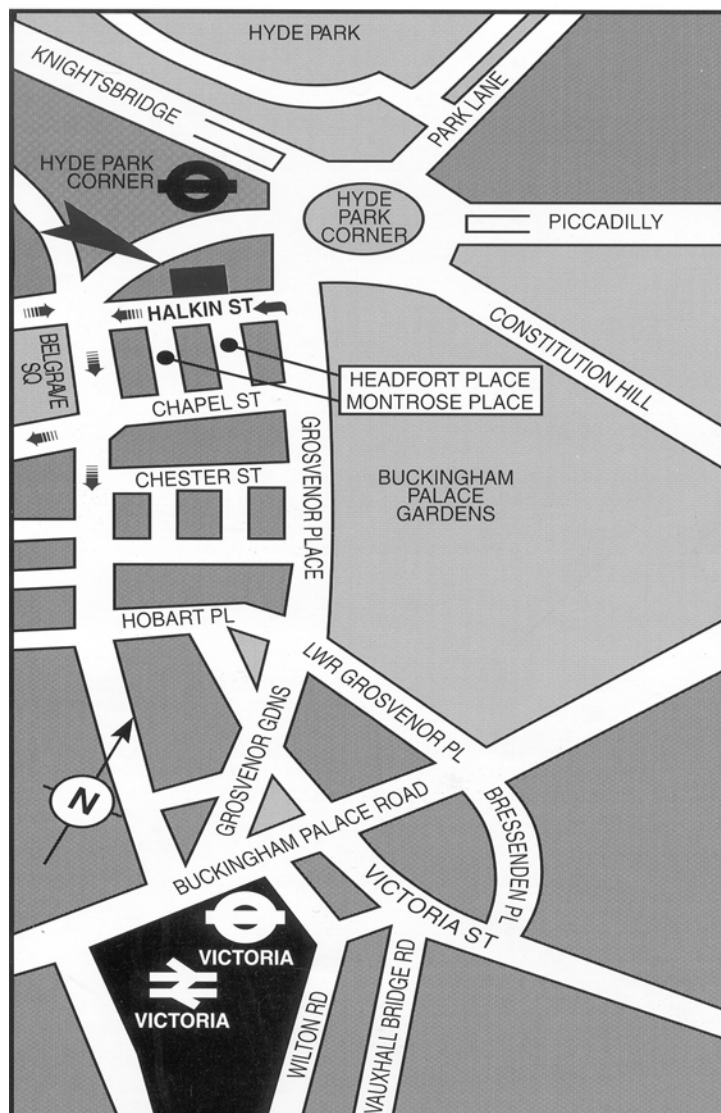 HYDE PARK
KNIGHTSBRIDGE
PARK LANE
HYDE PARK
CORNER
HYDE
PARK
CORNER
PICCADILLY
HALKIN ST
CONSTITUTION HILL
BELGRAVE
SQ
HEADFORT PLACE
MONTROSE PLACE
CHAPEL ST
GROSVENOR PLACE
CHESTER ST
BUCKINGHAM
PALACE
GARDENS
HOBART PL
LWR GROSVENOR PL
GROSVENOR GDNS
N
BUCKINGHAM PALACE ROAD
BRESSENDEN PL
VICTORIA ST
VICTORIA
VICTORIA
WILTON RD
VAUXHALL BRIDGE RD